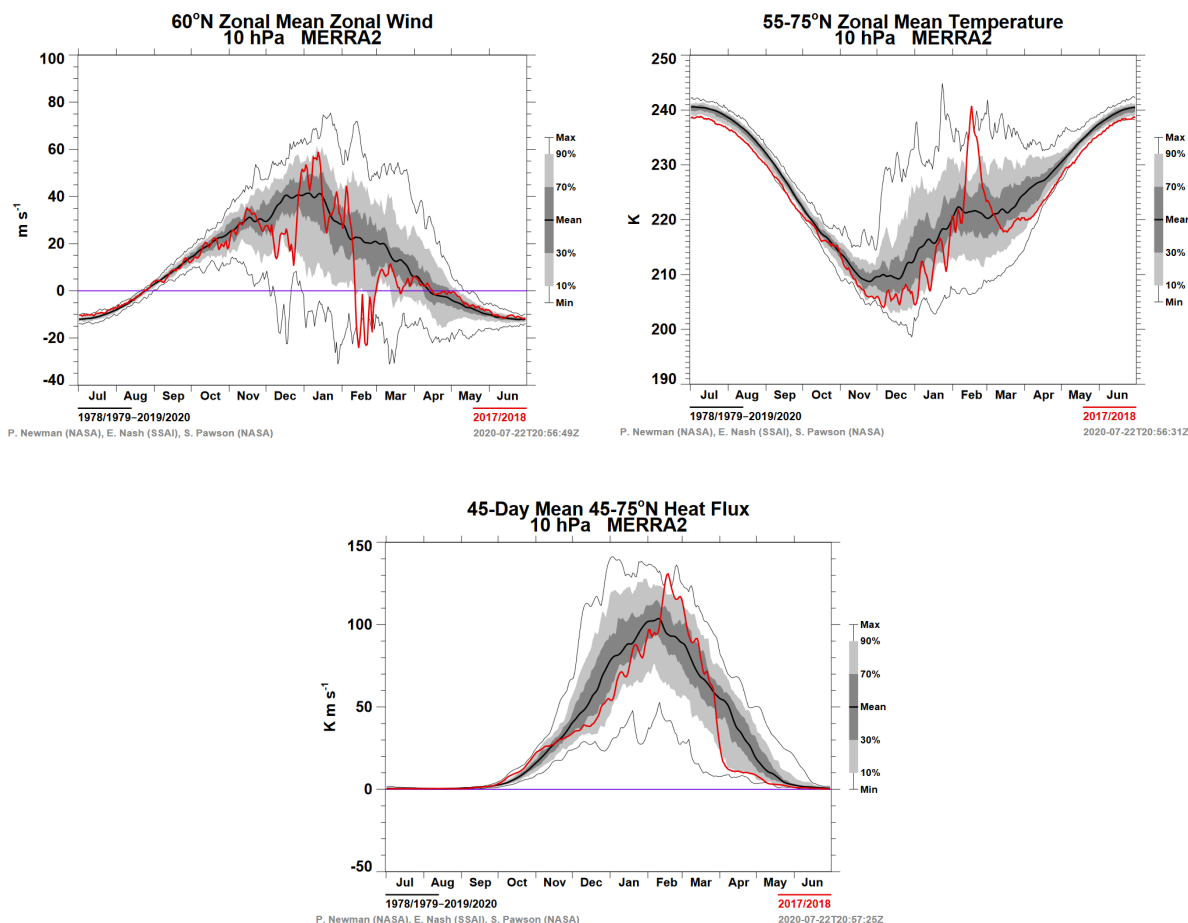 60°N Zonal Mean Zonal Wind
10 hPa   MERRA2
100
80
60
40
20
0
-20
-40
m s⁻¹
Jul Aug Sep Oct Nov Dec Jan Feb Mar Apr May Jun
Max
90%
70%
Mean
30%
10%
Min
1978/1979−2019/2020
2017/2018
P. Newman (NASA), E. Nash (SSAI), S. Pawson (NASA)
2020-07-22T20:56:49Z
55-75°N Zonal Mean Temperature
10 hPa   MERRA2
250
240
230
220
210
200
190
K
Jul Aug Sep Oct Nov Dec Jan Feb Mar Apr May Jun
Max
90%
70%
Mean
30%
10%
Min
1978/1979−2019/2020
2017/2018
P. Newman (NASA), E. Nash (SSAI), S. Pawson (NASA)
2020-07-22T20:56:31Z
45-Day Mean 45-75°N Heat Flux
10 hPa   MERRA2
150
100
50
0
-50
K m s⁻¹
Jul Aug Sep Oct Nov Dec Jan Feb Mar Apr May Jun
Max
90%
70%
Mean
30%
10%
Min
1978/1979−2019/2020
2017/2018
P. Newman (NASA), E. Nash (SSAI), S. Pawson (NASA)
2020-07-22T20:57:25Z